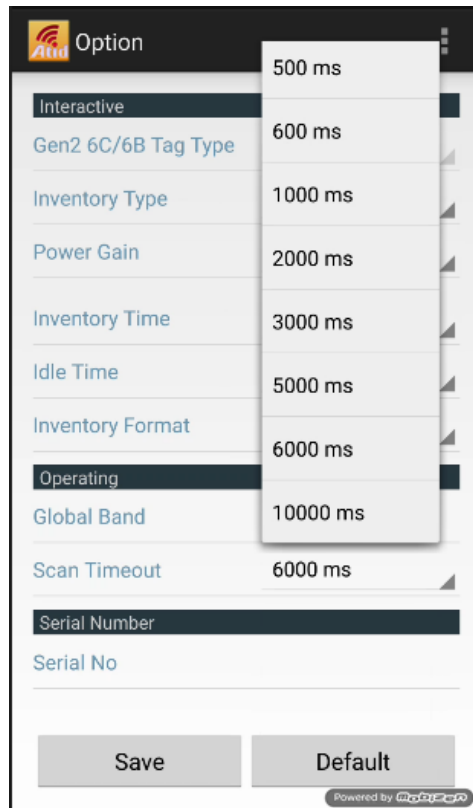 Atid Option
500 ms
Interactive
Gen2 6C/6B Tag Type
600 ms
Inventory Type
1000 ms
Power Gain
2000 ms
Inventory Time
3000 ms
Idle Time
5000 ms
Inventory Format
6000 ms
Operating
Global Band
10000 ms
Scan Timeout
6000 ms
Serial Number
Serial No
Save
Default
Powered by Mobizen